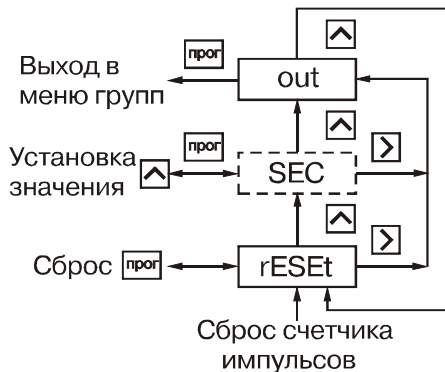 прог
Выход в
меню групп
out
Установка
значения
прог
SEC
Сброс
прог
rESEt
Сброс счетчика
импульсов